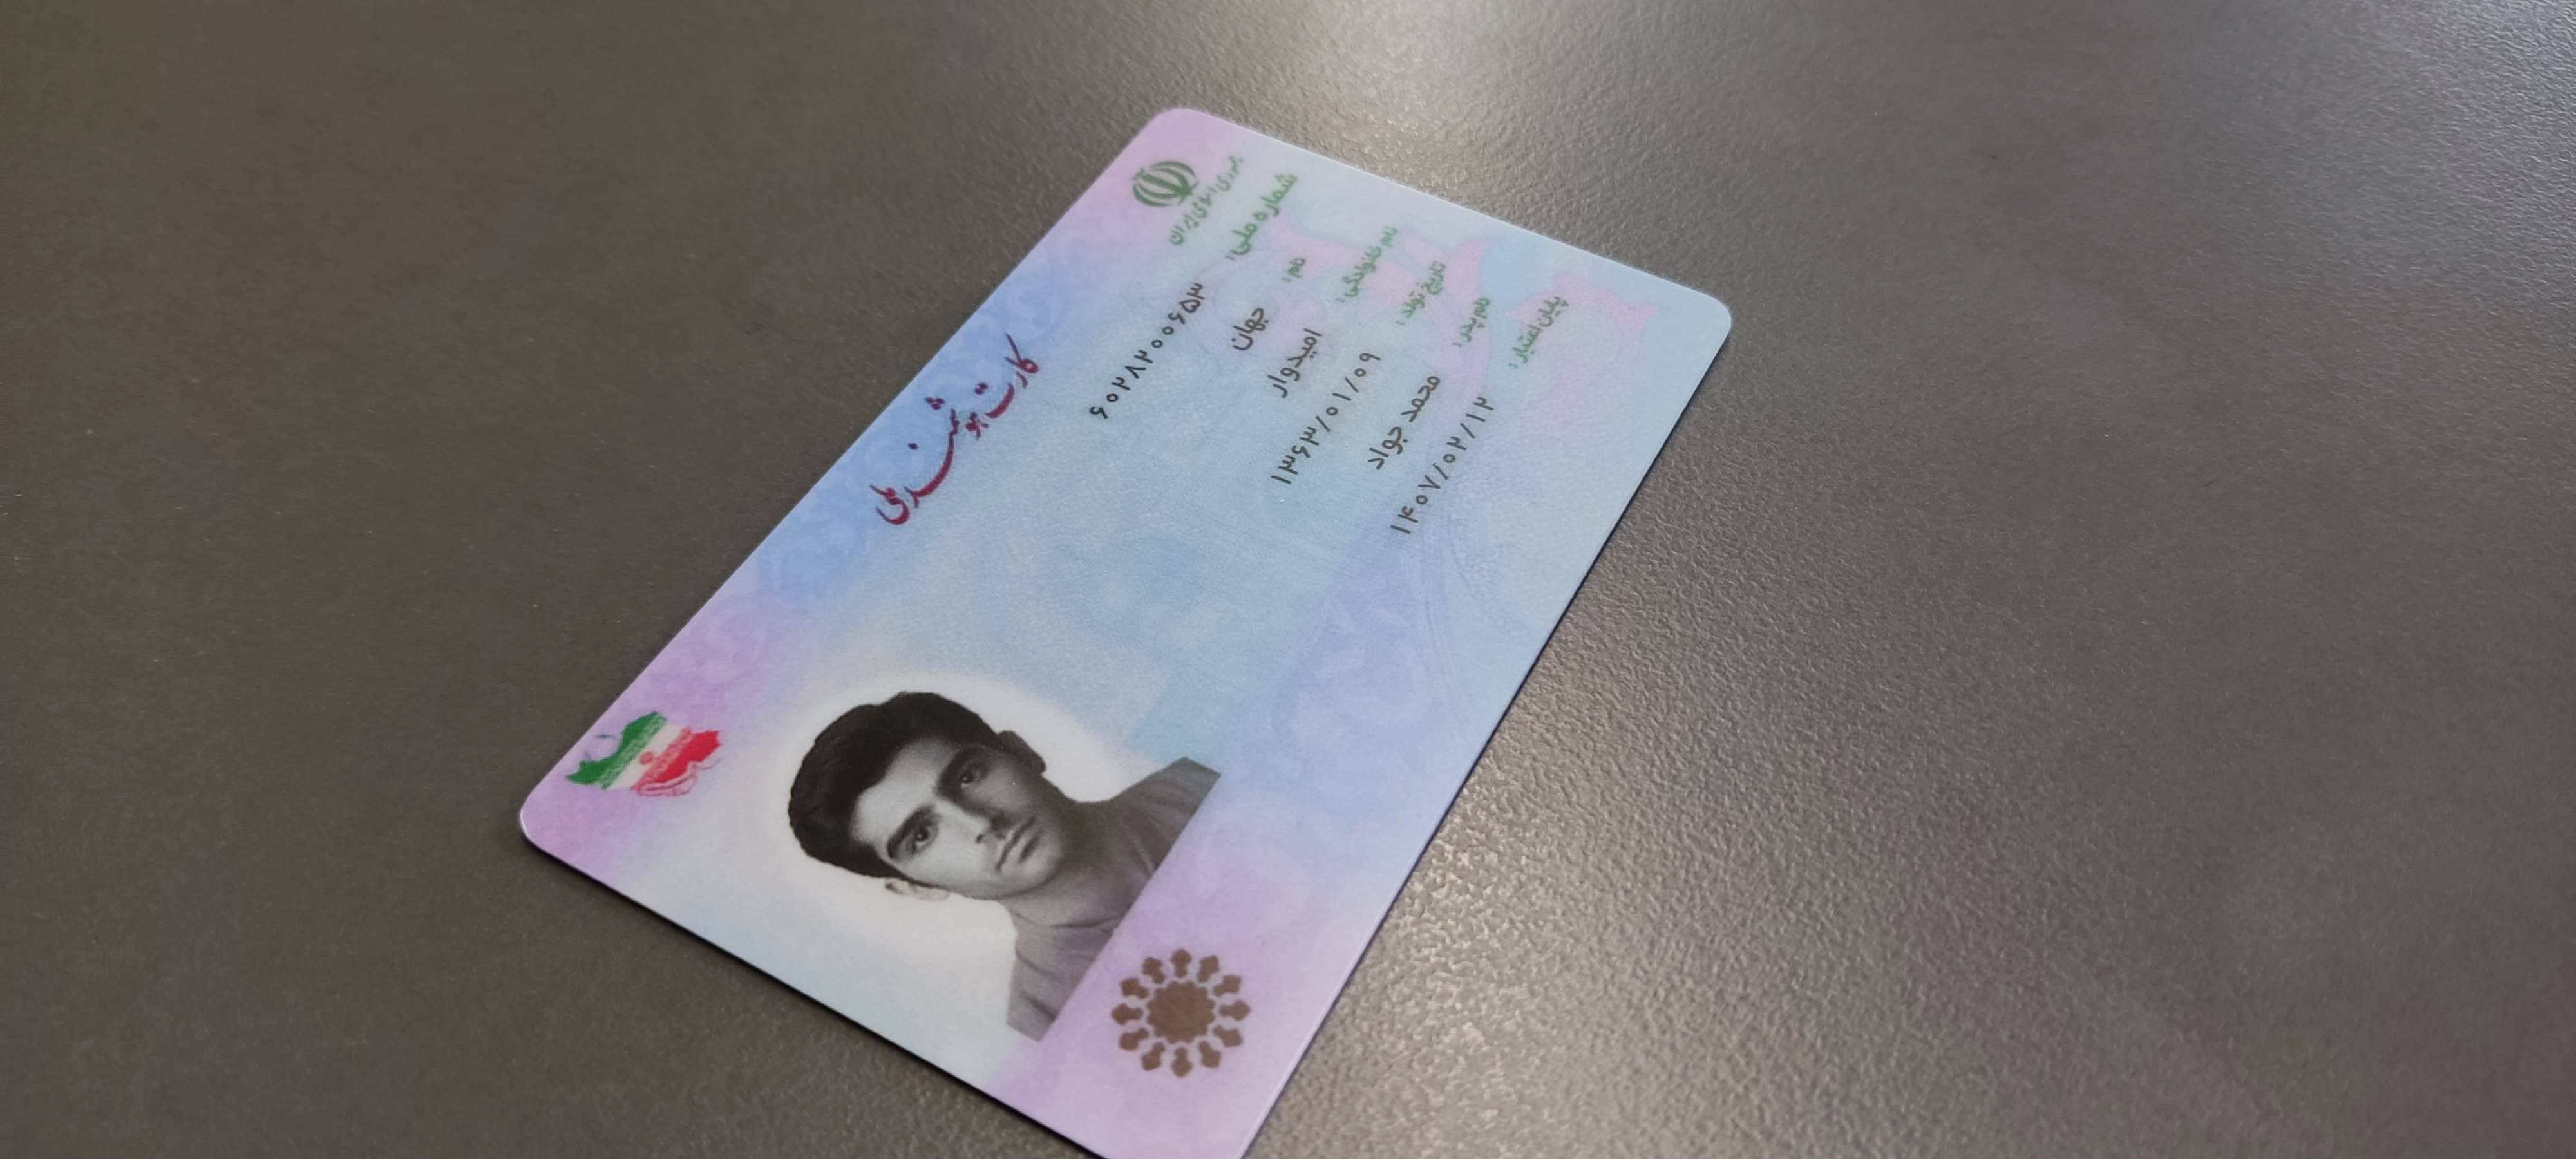 جمهوری اسلامی ایران
کارت هوشمند ملی
شماره ملی: ۶۰۲۸۲۰۰۶۵۳
نام: جهان
نام خانوادگی: امیدوار
تاریخ تولد: ۱۳۶۳/۰۱/۰۹
نام پدر: محمد جواد
پایان اعتبار: ۱۴۰۷/۰۲/۱۲